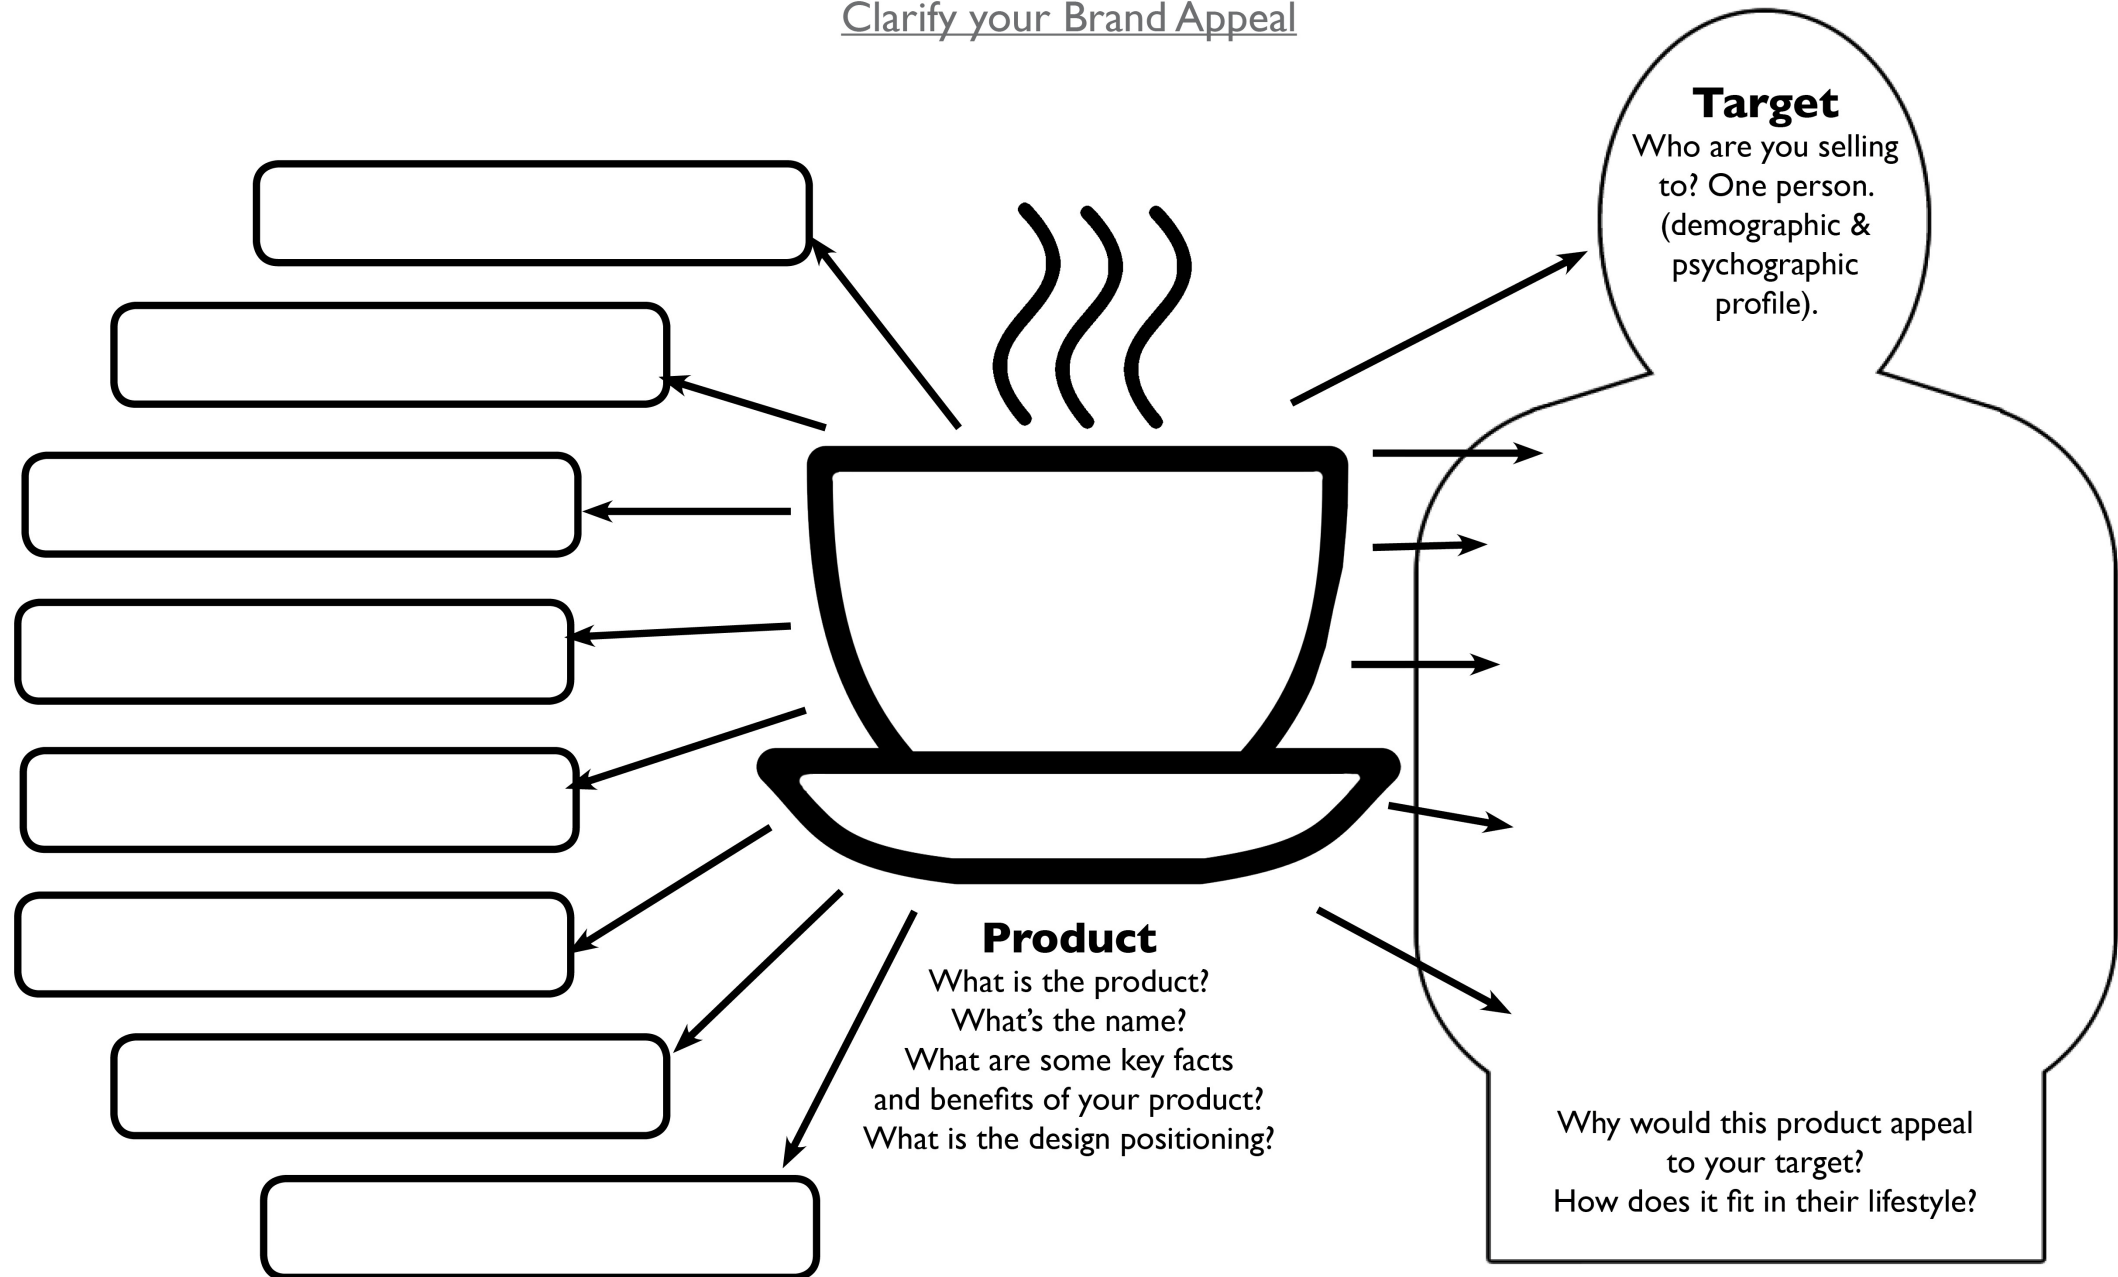 Clarify your Brand Appeal
Target
Who are you selling
to? One person.
(demographic &
psychographic
profile).
Product
What is the product?
What’s the name?
What are some key facts
and benefits of your product?
What is the design positioning?
Why would this product appeal
to your target?
How does it fit in their lifestyle?